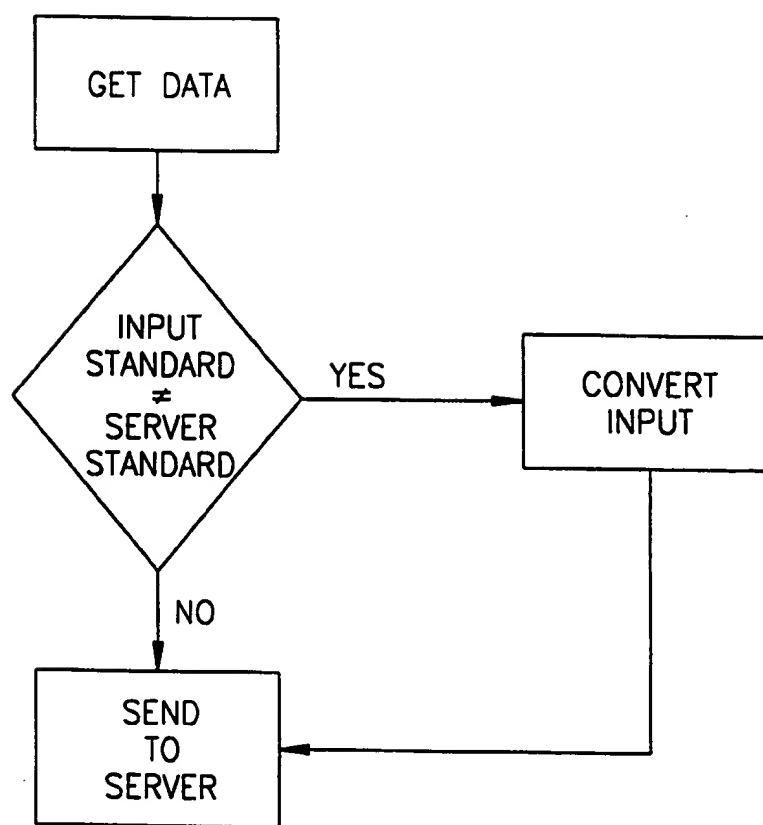 GET DATA
INPUT
STANDARD
≠
SERVER
STANDARD
YES
CONVERT
INPUT
NO
SEND
TO
SERVER